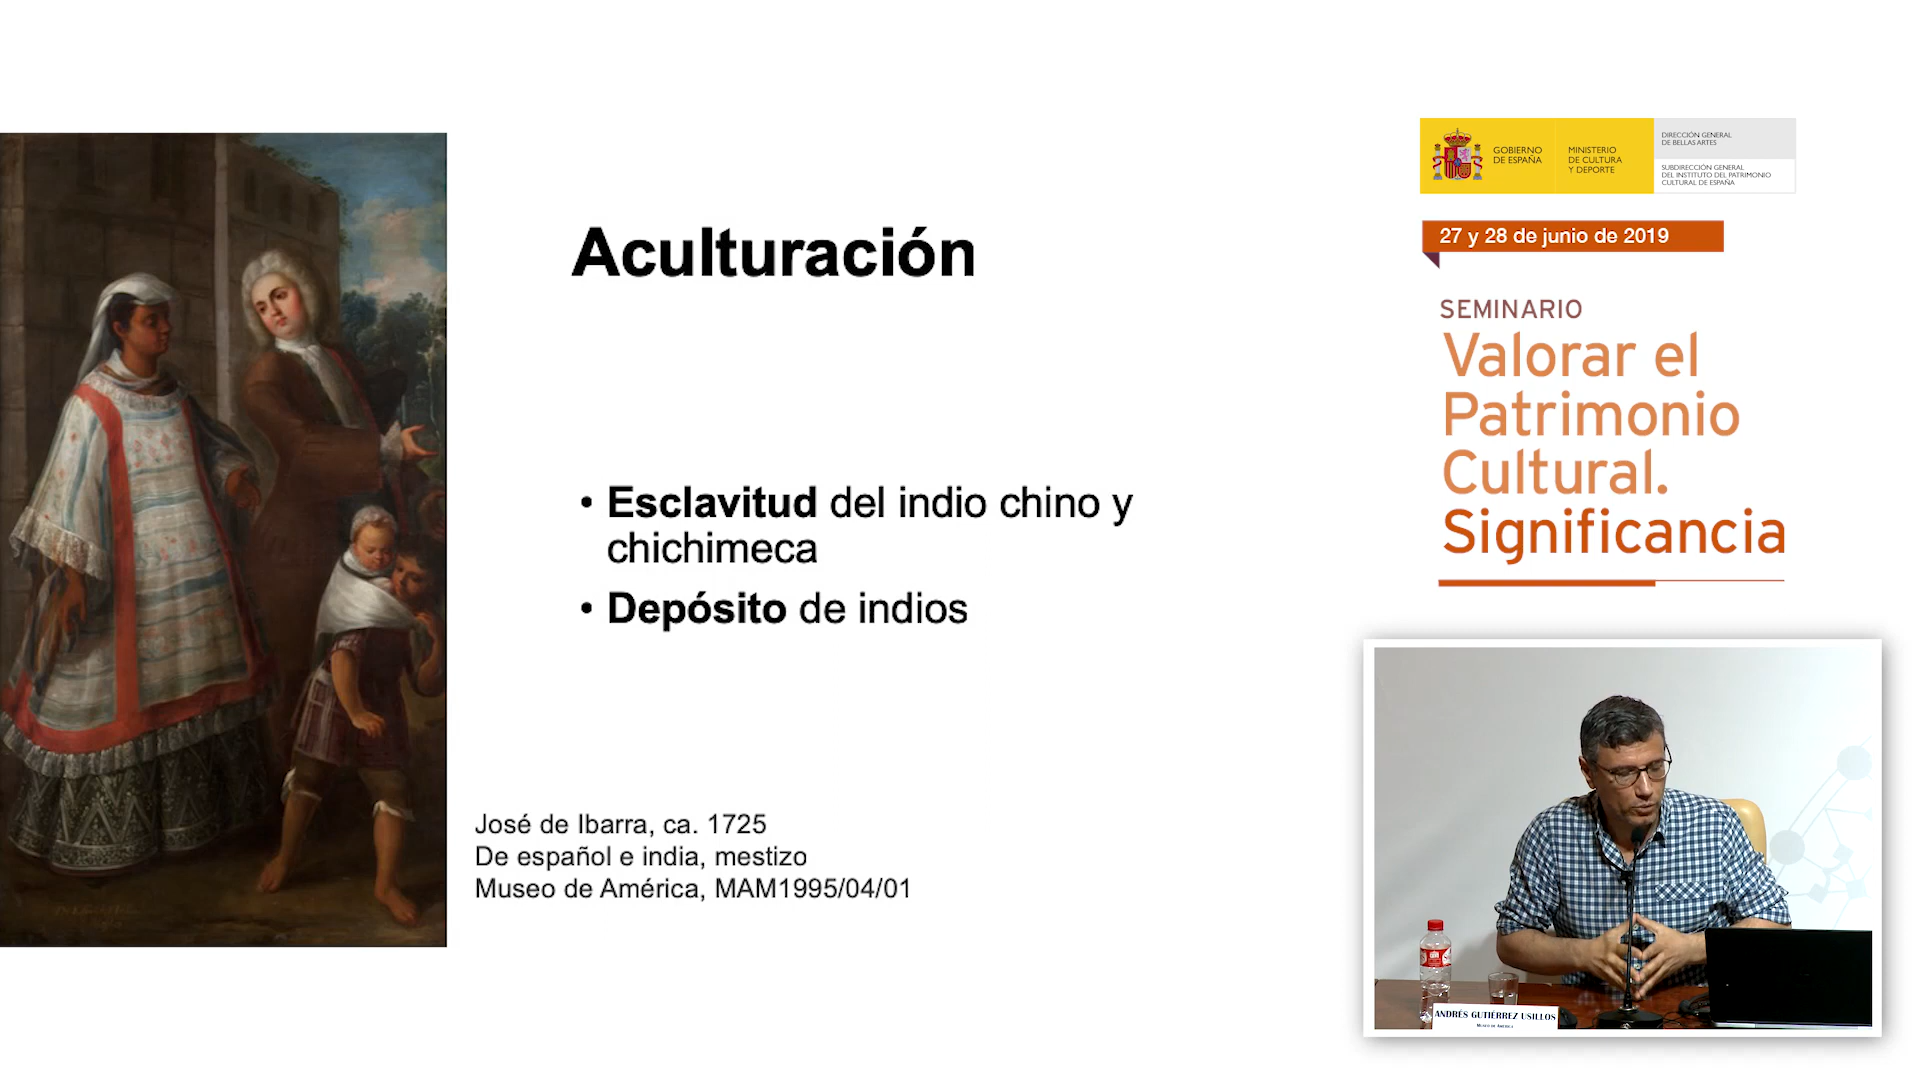 Aculturación
• Esclavitud del indio chino y
chichimeca
• Depósito de indios
José de Ibarra, ca. 1725
De español e india, mestizo
Museo de América, MAM1995/04/01
GOBIERNO
DE ESPAÑA
MINISTERIO
DE CULTURA
Y DEPORTE
DIRECCIÓN GENERAL
DE BELLAS ARTES
SUBDIRECCIÓN GENERAL
DEL INSTITUTO DEL PATRIMONIO
CULTURAL DE ESPAÑA
27 y 28 de junio de 2019
SEMINARIO
Valorar el
Patrimonio
Cultural.
Significancia
ANDRÉS GUTIÉRREZ USILLOS
MUSEO DE AMÉRICA